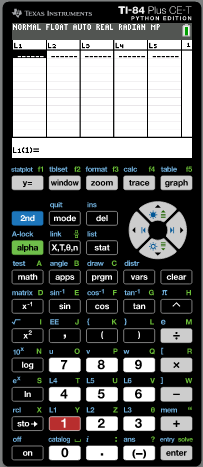 TEXAS INSTRUMENTS TI-84 Plus CE-T
PYTHON EDITION
NORMAL FLOAT AUTO REAL RADIAN MP
L1 L2 L3 L4 L5 1
------ ------ ------ ------ ------
L1(1)=
statplot f1 tblset f2 format f3 calc f4 table f5
y= window zoom trace graph
quit ins
2nd mode del
A-lock link list
alpha X,T,θ,n stat
test A angle B draw C distr
math apps prgm vars clear
matrix D sin-1 E cos-1 F tan-1 G π H
x-1 sin cos tan ^
√ I EE J { K } L e M
x2 , ( ) ÷
10x N u O v P w Q [ R
log 7 8 9 ×
ex S L4 T L5 U L6 V ] W
ln 4 5 6 −
rcl X L1 Y L2 Z L3 θ mem "
sto→ 1 2 3 +
off catalog ⎵ i : ans ? entry solve
on 0 . (−) enter